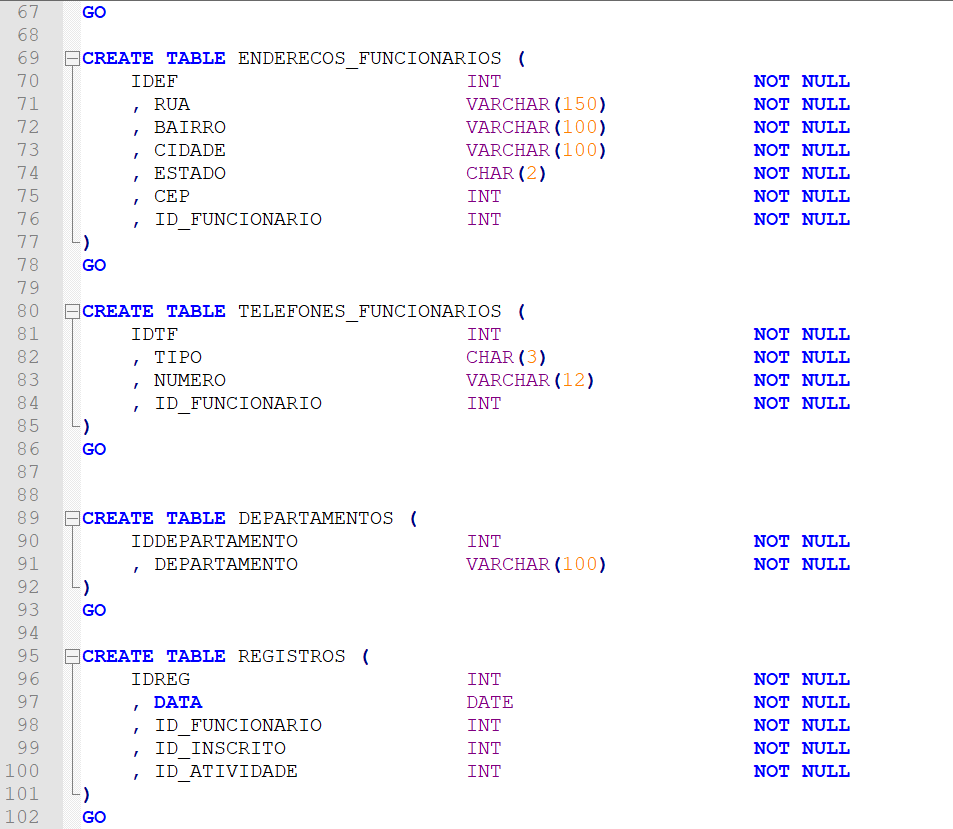 67 GO
68
69 CREATE TABLE ENDERECOS_FUNCIONARIOS (
70 IDEF INT NOT NULL
71 , RUA VARCHAR(150) NOT NULL
72 , BAIRRO VARCHAR(100) NOT NULL
73 , CIDADE VARCHAR(100) NOT NULL
74 , ESTADO CHAR(2) NOT NULL
75 , CEP INT NOT NULL
76 , ID_FUNCIONARIO INT NOT NULL
77 )
78 GO
79
80 CREATE TABLE TELEFONES_FUNCIONARIOS (
81 IDTF INT NOT NULL
82 , TIPO CHAR(3) NOT NULL
83 , NUMERO VARCHAR(12) NOT NULL
84 , ID_FUNCIONARIO INT NOT NULL
85 )
86 GO
87
88
89 CREATE TABLE DEPARTAMENTOS (
90 IDDEPARTAMENTO INT NOT NULL
91 , DEPARTAMENTO VARCHAR(100) NOT NULL
92 )
93 GO
94
95 CREATE TABLE REGISTROS (
96 IDREG INT NOT NULL
97 , DATA DATE NOT NULL
98 , ID_FUNCIONARIO INT NOT NULL
99 , ID_INSCRITO INT NOT NULL
100 , ID_ATIVIDADE INT NOT NULL
101 )
102 GO